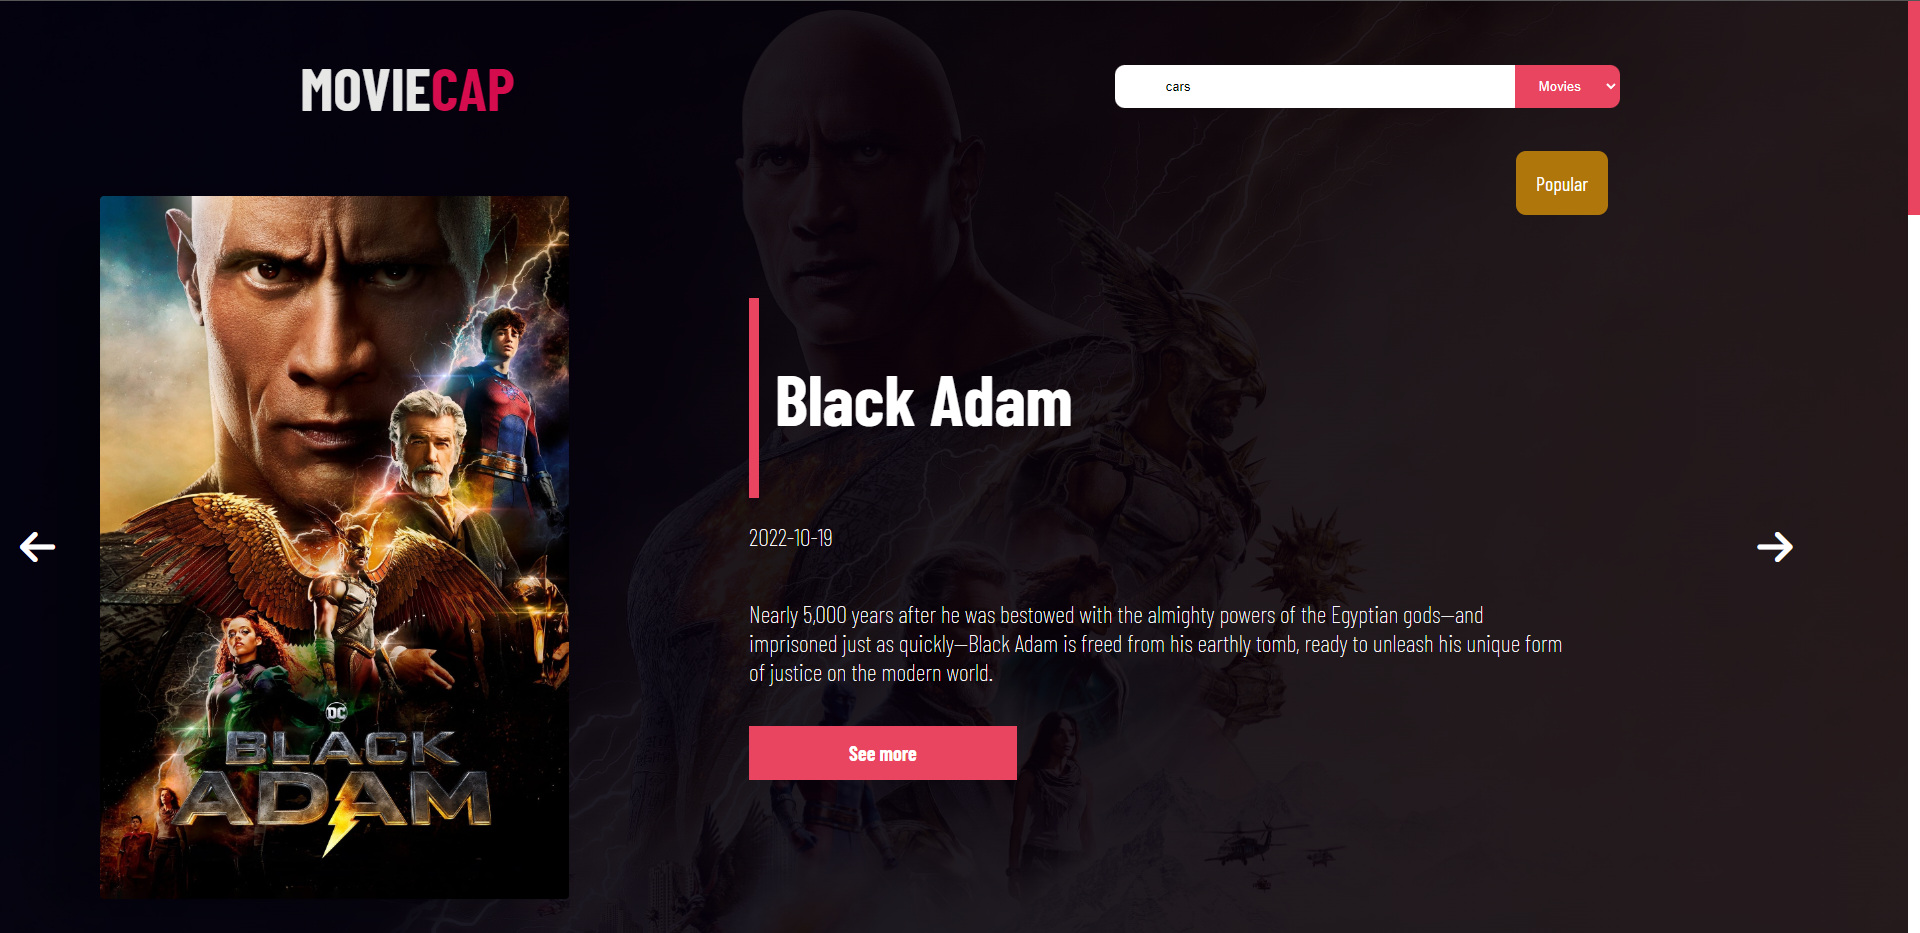 MOVIECAP
cars
Movies
Popular
Black Adam
2022-10-19
Nearly 5,000 years after he was bestowed with the almighty powers of the Egyptian gods—and
imprisoned just as quickly—Black Adam is freed from his earthly tomb, ready to unleash his unique form
of justice on the modern world.
See more
DC
BLACK
ADAM